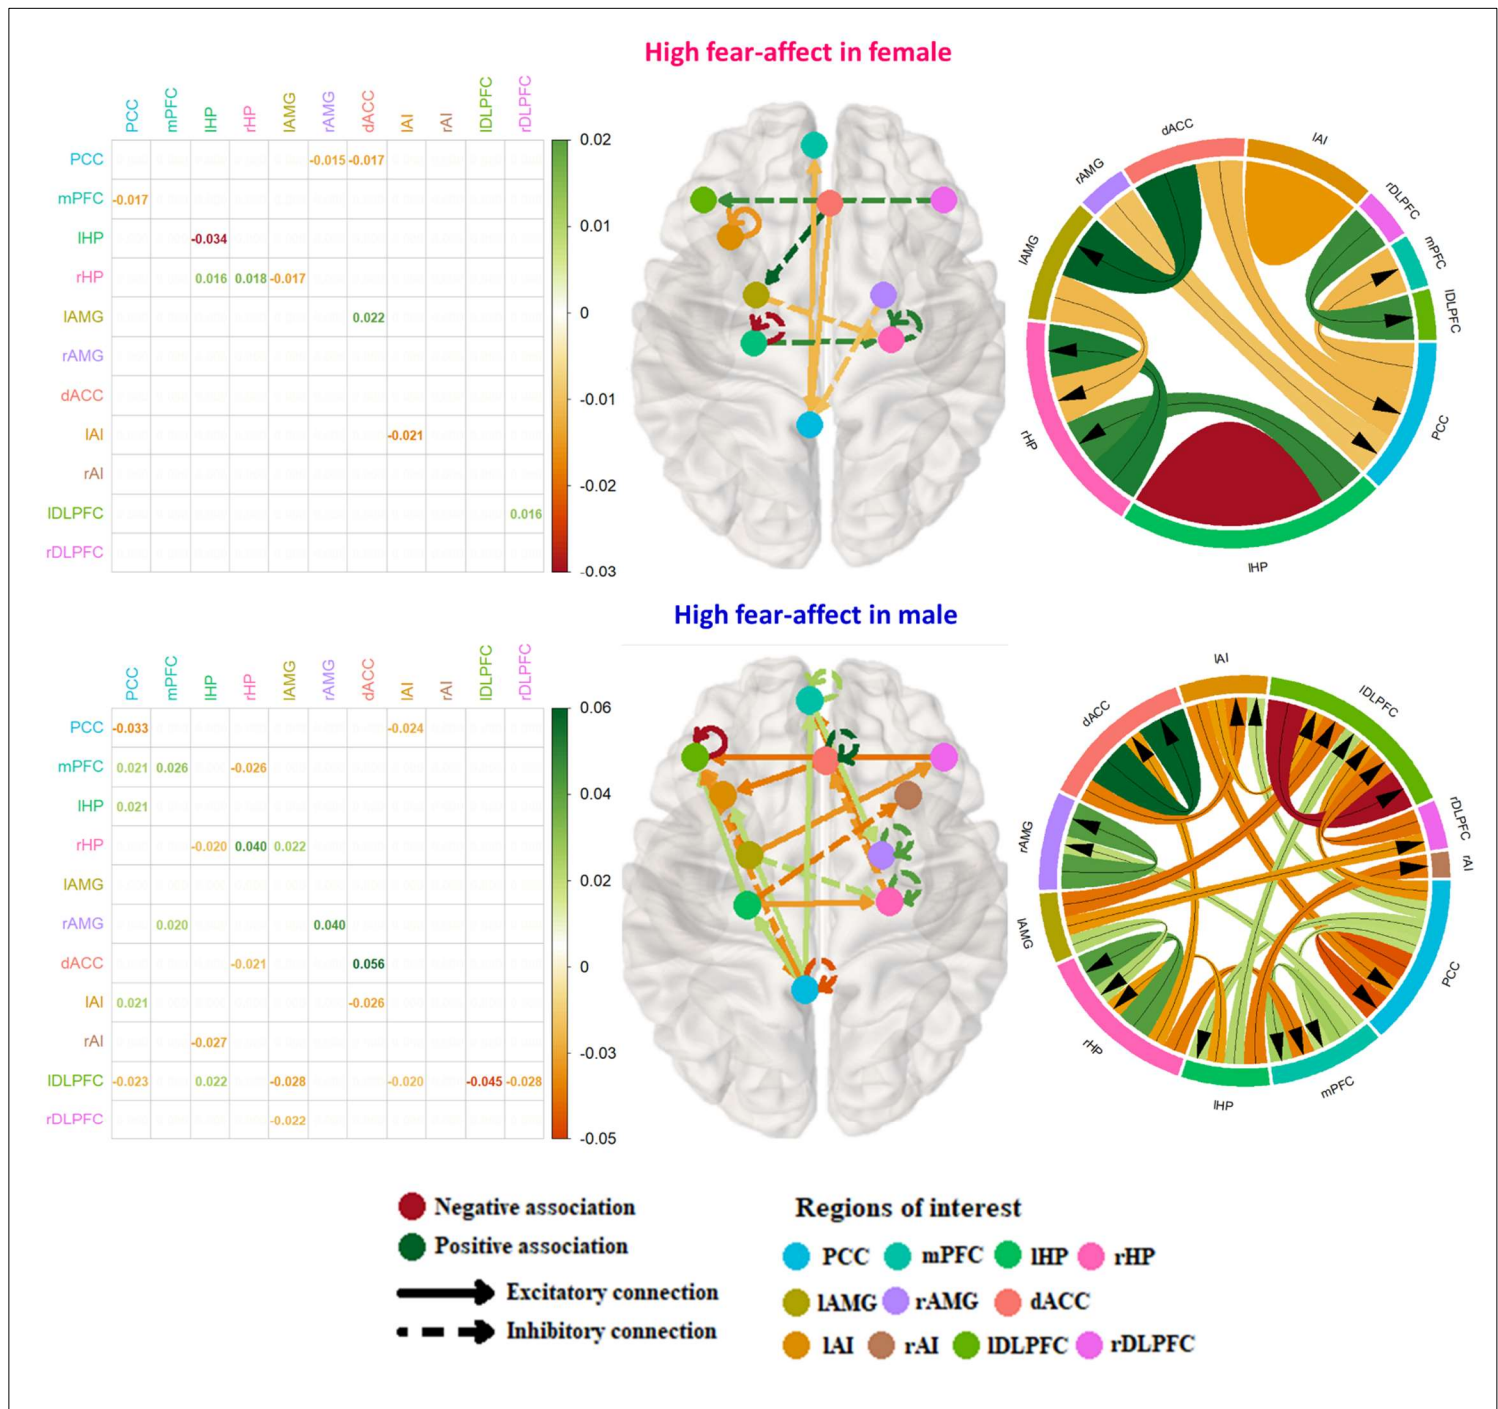 High fear-affect in female
PCC mPFC lHP rHP lAMG rAMG dACC lAI rAI lDLPFC rDLPFC
PCC -0.015 -0.017
mPFC -0.017
lHP -0.034
rHP 0.016 0.018 -0.017
lAMG 0.022
rAMG
dACC
lAI -0.021
rAI
lDLPFC 0.016
rDLPFC
0.02
0.01
0
-0.01
-0.02
-0.03
dACC
lAI
rDLPFC
mPFC
lDLPFC
PCC
lHP
rHP
lAMG
rAMG
High fear-affect in male
PCC mPFC lHP rHP lAMG rAMG dACC lAI rAI lDLPFC rDLPFC
PCC -0.033 -0.024
mPFC 0.021 0.026 -0.026
lHP 0.021
rHP -0.020 0.040 0.022
lAMG
rAMG 0.020 0.040
dACC -0.021 0.056
lAI 0.021 -0.026
rAI -0.027
lDLPFC -0.023 0.022 -0.028 -0.020 -0.045 -0.028
rDLPFC -0.022
0.06
0.04
0.02
0
-0.03
-0.05
lAI
lDLPFC
rDLPFC
rAI
PCC
mPFC
lHP
rHP
lAMG
rAMG
dACC
Negative association
Positive association
Excitatory connection
Inhibitory connection
Regions of interest
PCC mPFC lHP rHP
lAMG rAMG dACC
lAI rAI lDLPFC rDLPFC